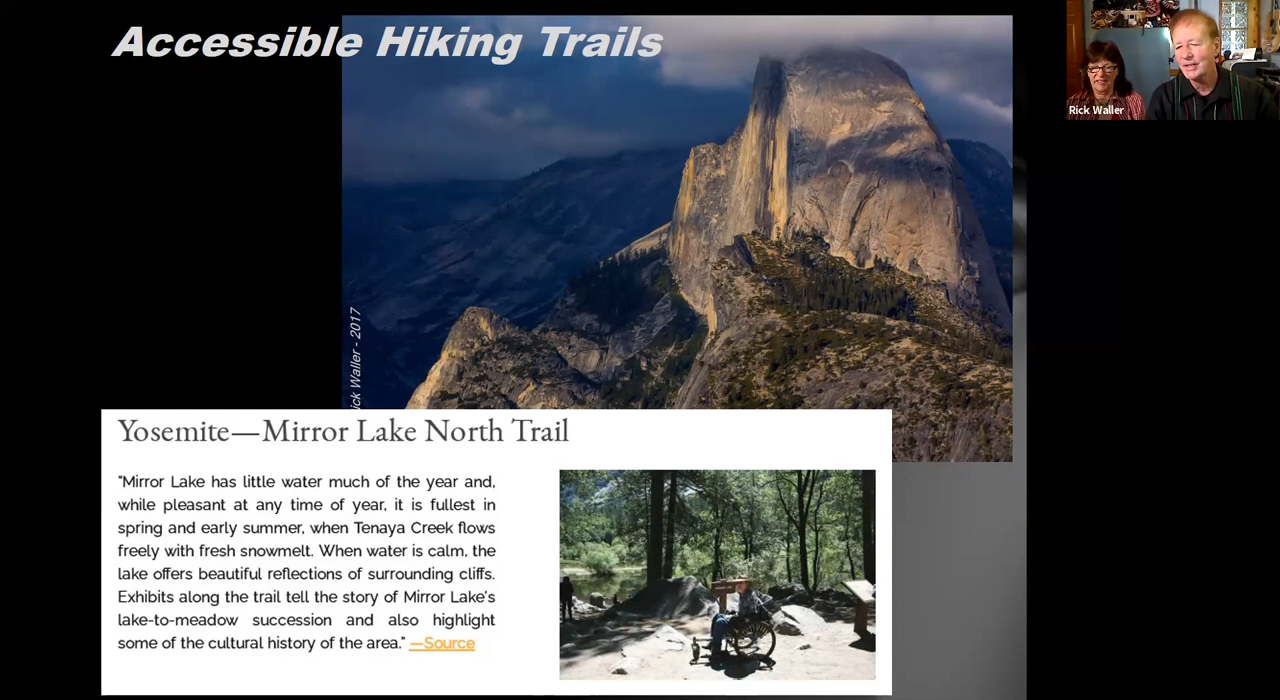 Accessible Hiking Trails
Rick Waller
ick Waller - 2017
Yosemite—Mirror Lake North Trail
"Mirror Lake has little water much of the year and,
while pleasant at any time of year, it is fullest in
spring and early summer, when Tenaya Creek flows
freely with fresh snowmelt. When water is calm, the
lake offers beautiful reflections of surrounding cliffs.
Exhibits along the trail tell the story of Mirror Lake's
lake-to-meadow succession and also highlight
some of the cultural history of the area." —Source